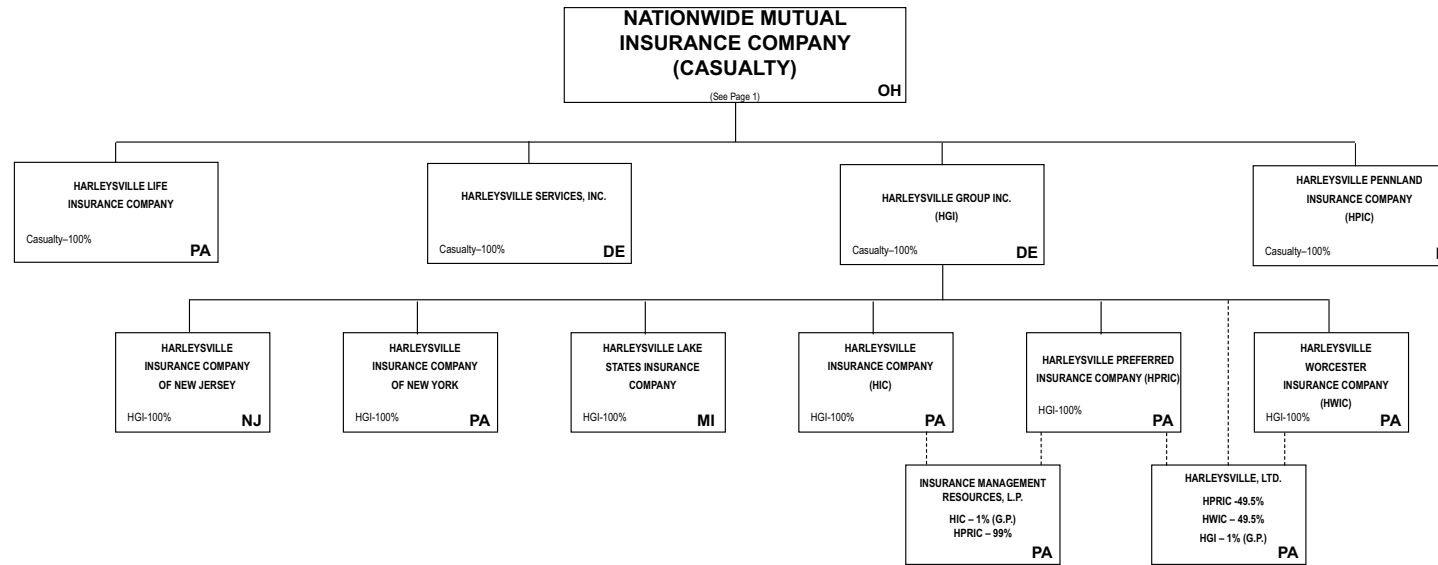 NATIONWIDE MUTUAL
INSURANCE COMPANY
(CASUALTY)
(See Page 1)
OH
HARLEYSVILLE LIFE
INSURANCE COMPANY
Casualty–100%
PA
HARLEYSVILLE SERVICES, INC.
Casualty–100%
DE
HARLEYSVILLE GROUP INC.
(HGI)
Casualty–100%
DE
HARLEYSVILLE PENNLAND
INSURANCE COMPANY
(HPIC)
Casualty–100%
HARLEYSVILLE
INSURANCE COMPANY
OF NEW JERSEY
HGI-100%
NJ
HARLEYSVILLE
INSURANCE COMPANY
OF NEW YORK
HGI-100%
PA
HARLEYSVILLE LAKE
STATES INSURANCE
COMPANY
HGI-100%
MI
HARLEYSVILLE
INSURANCE COMPANY
(HIC)
HGI-100%
PA
HARLEYSVILLE PREFERRED
INSURANCE COMPANY (HPRIC)
HGI-100%
PA
HARLEYSVILLE
WORCESTER
INSURANCE COMPANY
(HWIC)
HGI-100%
PA
INSURANCE MANAGEMENT
RESOURCES, L.P.
HIC – 1% (G.P.)
HPRIC – 99%
PA
HARLEYSVILLE, LTD.
HPRIC -49.5%
HWIC – 49.5%
HGI – 1% (G.P.)
PA